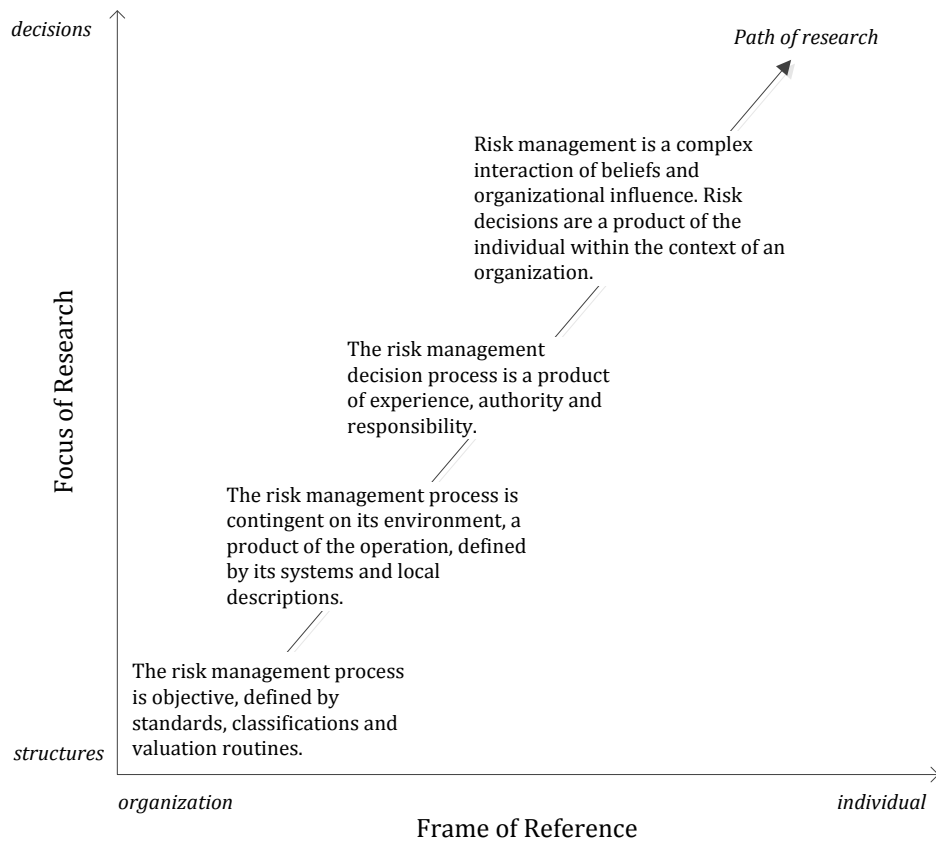 decisions
Path of research
Risk management is a complex
interaction of beliefs and
organizational influence. Risk
decisions are a product of the
individual within the context of an
organization.
Focus of Research
The risk management
decision process is a product
of experience, authority and
responsibility.
The risk management process is
contingent on its environment, a
product of the operation, defined
by its systems and local
descriptions.
The risk management process
is objective, defined by
standards, classifications and
valuation routines.
structures
organization
individual
Frame of Reference